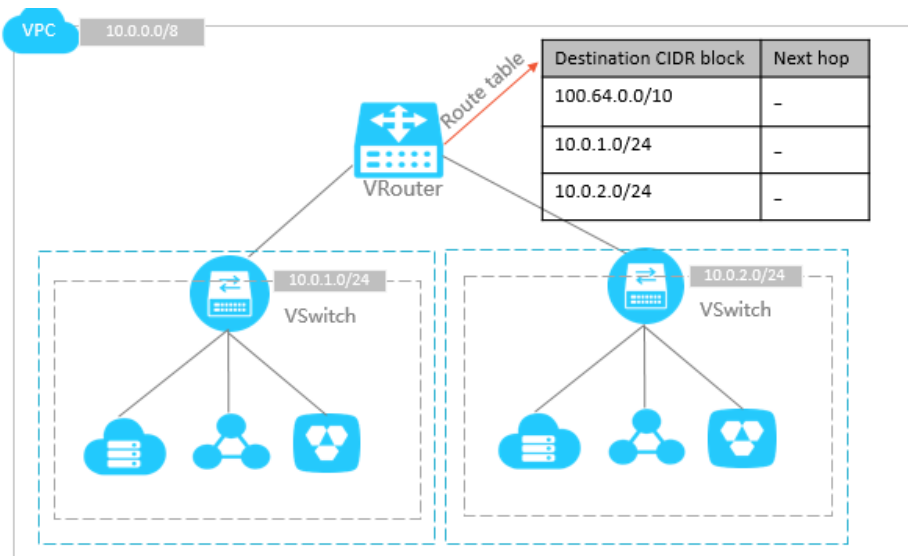 VPC
10.0.0.0/8
Route table
Destination CIDR block Next hop
100.64.0.0/10 –
10.0.1.0/24 –
10.0.2.0/24 –
VRouter
10.0.1.0/24
VSwitch
10.0.2.0/24
VSwitch